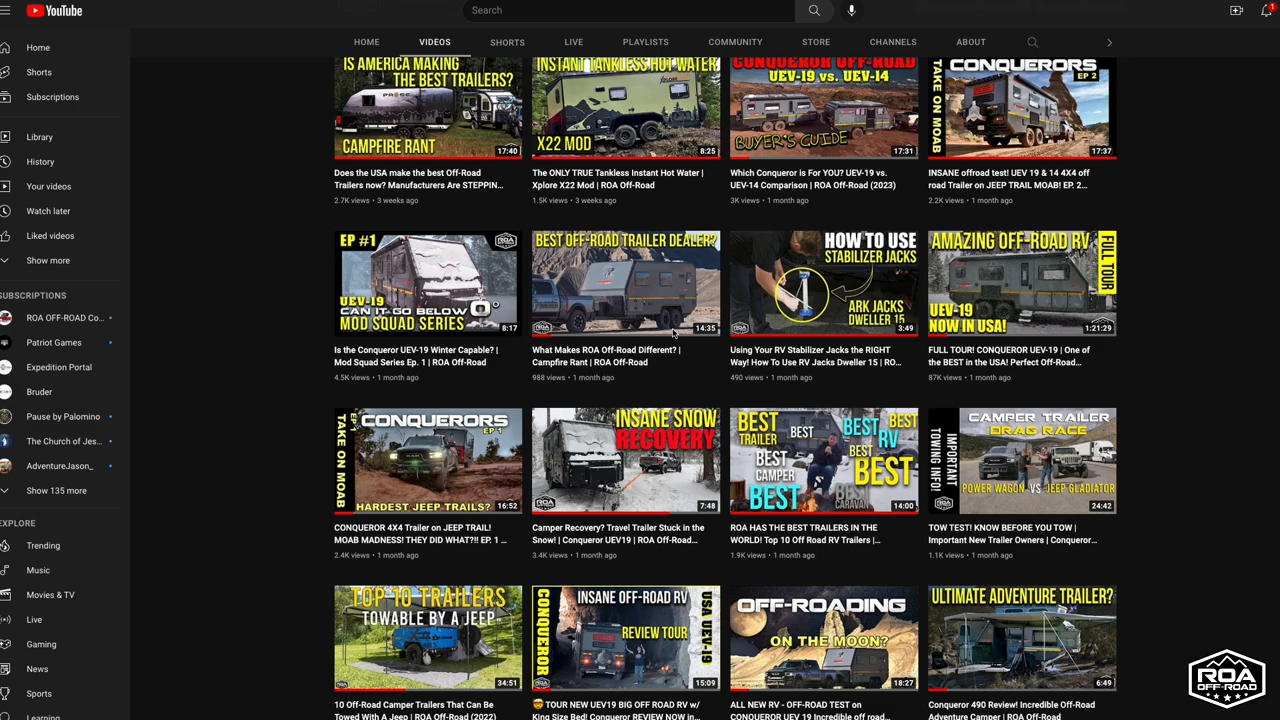 YouTube
Search
1
HOME VIDEOS SHORTS LIVE PLAYLISTS COMMUNITY STORE CHANNELS ABOUT
Home
Shorts
Subscriptions
Library
History
Your videos
Watch later
Liked videos
Show more
SUBSCRIPTIONS
ROA OFF-ROAD Co...
Patriot Games
Expedition Portal
Bruder
Pause by Palomino
The Church of Jes...
AdventureJason_
Show 135 more
EXPLORE
Trending
Music
Movies & TV
Live
Gaming
News
Sports
Learning
IS AMERICA MAKING
THE BEST TRAILERS?
CAMPFIRE RANT
17:40
Does the USA make the best Off-Road
Trailers now? Manufacturers Are STEPPIN...
2.7K views • 3 weeks ago
INSTANT TANKLESS HOT WATER
X22 MOD
8:25
The ONLY TRUE Tankless Instant Hot Water |
Xplore X22 Mod | ROA Off-Road
1.5K views • 3 weeks ago
CONQUEROR OFF-ROAD
UEV-19 vs. UEV-14
BUYER'S GUIDE
17:31
Which Conqueror is For YOU? UEV-19 vs.
UEV-14 Comparison | ROA Off-Road (2023)
3K views • 1 month ago
CONQUERORS
EP 2
TAKE ON MOAB
17:37
INSANE offroad test! UEV 19 & 14 4X4 off
road Trailer on JEEP TRAIL MOAB! EP. 2...
2.2K views • 1 month ago
EP #1
ROA
UEV-19
CAN IT GO BELOW 0°
MOD SQUAD SERIES
8:17
Is the Conqueror UEV-19 Winter Capable? |
Mod Squad Series Ep. 1 | ROA Off-Road
4.5K views • 1 month ago
BEST OFF-ROAD TRAILER DEALER?
ROA
14:35
What Makes ROA Off-Road Different? |
Campfire Rant | ROA Off-Road
988 views • 1 month ago
HOW TO USE
STABILIZER JACKS
ARK JACKS
DWELLER 15
ROA
3:49
Using Your RV Stabilizer Jacks the RIGHT
Way! How To Use RV Jacks Dweller 15 | RO...
490 views • 1 month ago
AMAZING OFF-ROAD RV
FULL TOUR
UEV-19
NOW IN USA!
1:21:29
FULL TOUR! CONQUEROR UEV-19 | One of
the BEST in the USA! Perfect Off-Road...
87K views • 1 month ago
CONQUERORS
EP 1
TAKE ON MOAB
EP 1
HARDEST JEEP TRAILS?
16:52
CONQUEROR 4X4 Trailer on JEEP TRAIL!
MOAB MADNESS! THEY DID WHAT?!! EP. 1 ...
2.4K views • 1 month ago
INSANE SNOW
RECOVERY
ROA
7:48
Camper Recovery? Travel Trailer Stuck in the
Snow! | Conqueror UEV19 | ROA Off-Road...
3.4K views • 1 month ago
BEST
TRAILER
BEST
BEST
RV
BEST
BEST
CAMPER
BEST
BEST
BEST
BEST
CARAVAN
ROA
14:00
ROA HAS THE BEST TRAILERS IN THE
WORLD! Top 10 Off Road RV Trailers |...
1.9K views • 1 month ago
CAMPER TRAILER
DRAG RACE
IMPORTANT
TOWING INFO!
POWER WAGON VS JEEP GLADIATOR
ROA
24:42
TOW TEST! KNOW BEFORE YOU TOW |
Important New Trailer Owners | Conqueror...
1.1K views • 1 month ago
TOP 10 TRAILERS
TOWABLE BY A JEEP
ROA
34:51
10 Off-Road Camper Trailers That Can Be
Towed With A Jeep | ROA Off-Road (2022)
CONQUEROR
INSANE OFF-ROAD RV
REVIEW TOUR
USA UEV-19
15:09
🤯 TOUR NEW UEV19 BIG OFF ROAD RV w/
King Size Bed! Conqueror REVIEW NOW in...
OFF-ROADING
ON THE MOON?
ROA
18:27
ALL NEW RV - OFF-ROAD TEST on
CONQUEROR UEV 19 Incredible off road...
ULTIMATE ADVENTURE TRAILER?
ROA
6:49
Conqueror 490 Review! Incredible Off-Road
Adventure Camper | ROA Off-Road
ROA
OFF-ROAD